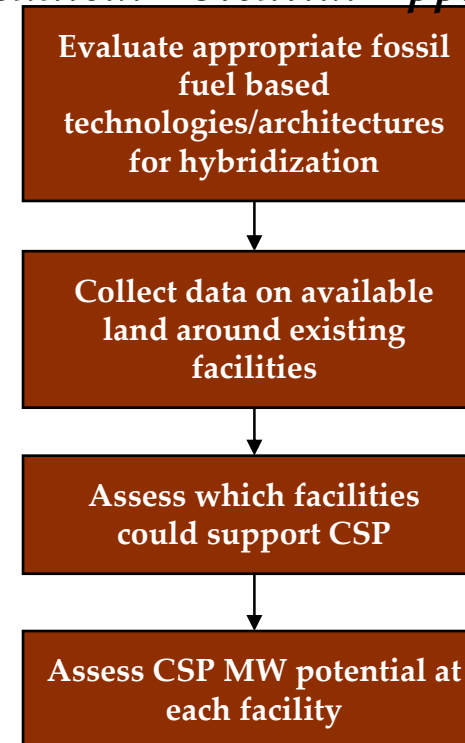 Evaluate appropriate fossil
fuel based
technologies/architectures
for hybridization
Collect data on available
land around existing
facilities
Assess which facilities
could support CSP
Assess CSP MW potential at
each facility